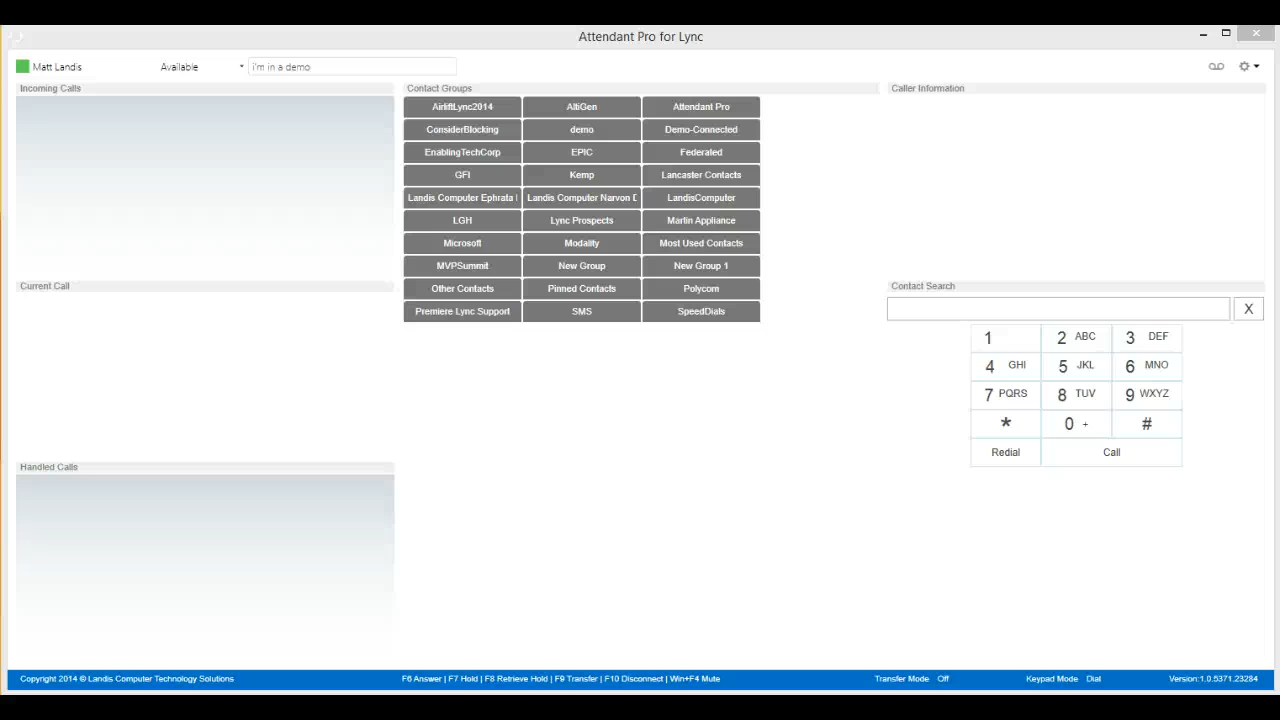 Attendant Pro for Lync
Matt Landis Available i'm in a demo
Incoming Calls
Contact Groups
AirliftLync2014 AltiGen Attendant Pro
ConsiderBlocking demo Demo-Connected
EnablingTechCorp EPIC Federated
GFI Kemp Lancaster Contacts
Landis Computer Ephrata Landis Computer Narvon LandisComputer
LGH Lync Prospects Martin Appliance
Microsoft Modality Most Used Contacts
MVPSummit New Group New Group 1
Other Contacts Pinned Contacts Polycom
Premiere Lync Support SMS SpeedDials
Caller Information
Current Call
Contact Search
X
1 2 ABC 3 DEF
4 GHI 5 JKL 6 MNO
7 PQRS 8 TUV 9 WXYZ
* 0 + #
Redial Call
Handled Calls
Copyright 2014 © Landis Computer Technology Solutions F6 Answer | F7 Hold | F8 Retrieve Hold | F9 Transfer | F10 Disconnect | Win+F4 Mute Transfer Mode Off Keypad Mode Dial Version:1.0.5371.23284